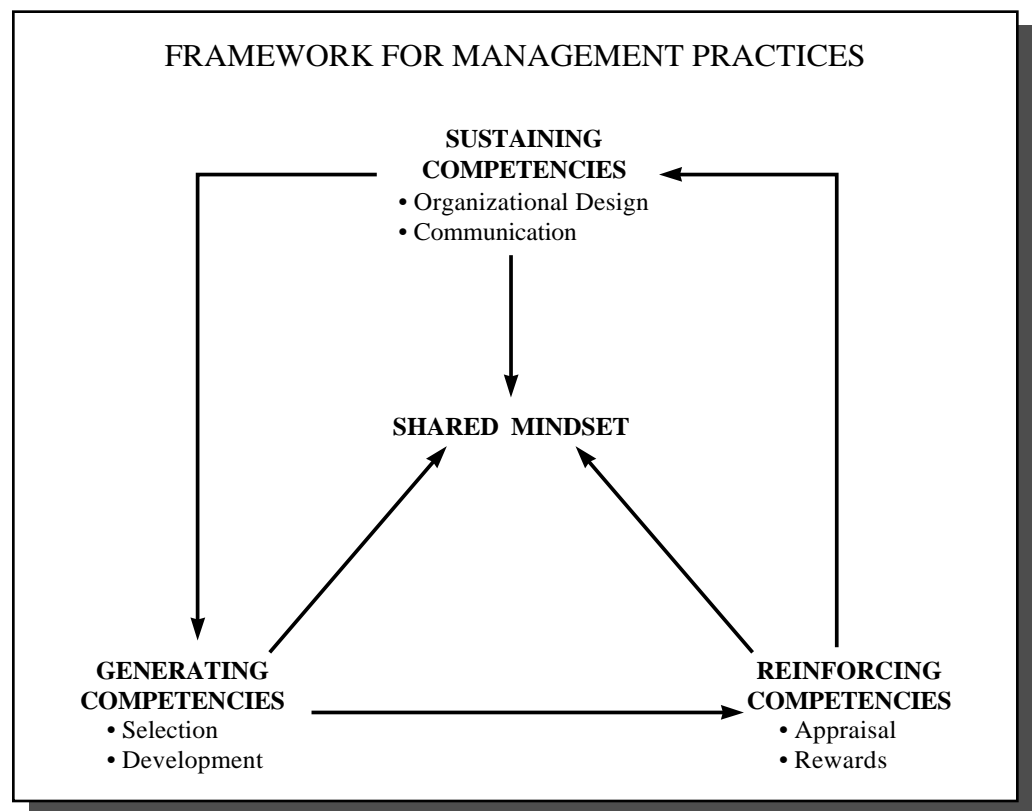 FRAMEWORK FOR MANAGEMENT PRACTICES
SUSTAINING
COMPETENCIES
• Organizational Design
• Communication
SHARED MINDSET
GENERATING
COMPETENCIES
• Selection
• Development
REINFORCING
COMPETENCIES
• Appraisal
• Rewards